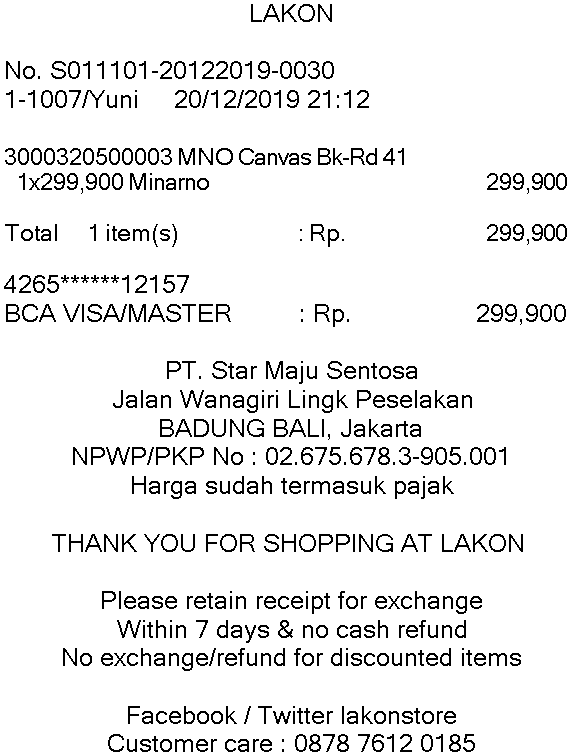 LAKON
No. S011101-20122019-0030
1-1007/Yuni 20/12/2019 21:12
3000320500003 MNO Canvas Bk-Rd 41
1x299,900 Minarno 299,900
Total 1 item(s) : Rp. 299,900
4265******12157
BCA VISA/MASTER : Rp. 299,900
PT. Star Maju Sentosa
Jalan Wanagiri Lingk Peselakan
BADUNG BALI, Jakarta
NPWP/PKP No : 02.675.678.3-905.001
Harga sudah termasuk pajak
THANK YOU FOR SHOPPING AT LAKON
Please retain receipt for exchange
Within 7 days & no cash refund
No exchange/refund for discounted items
Facebook / Twitter lakonstore
Customer care : 0878 7612 0185